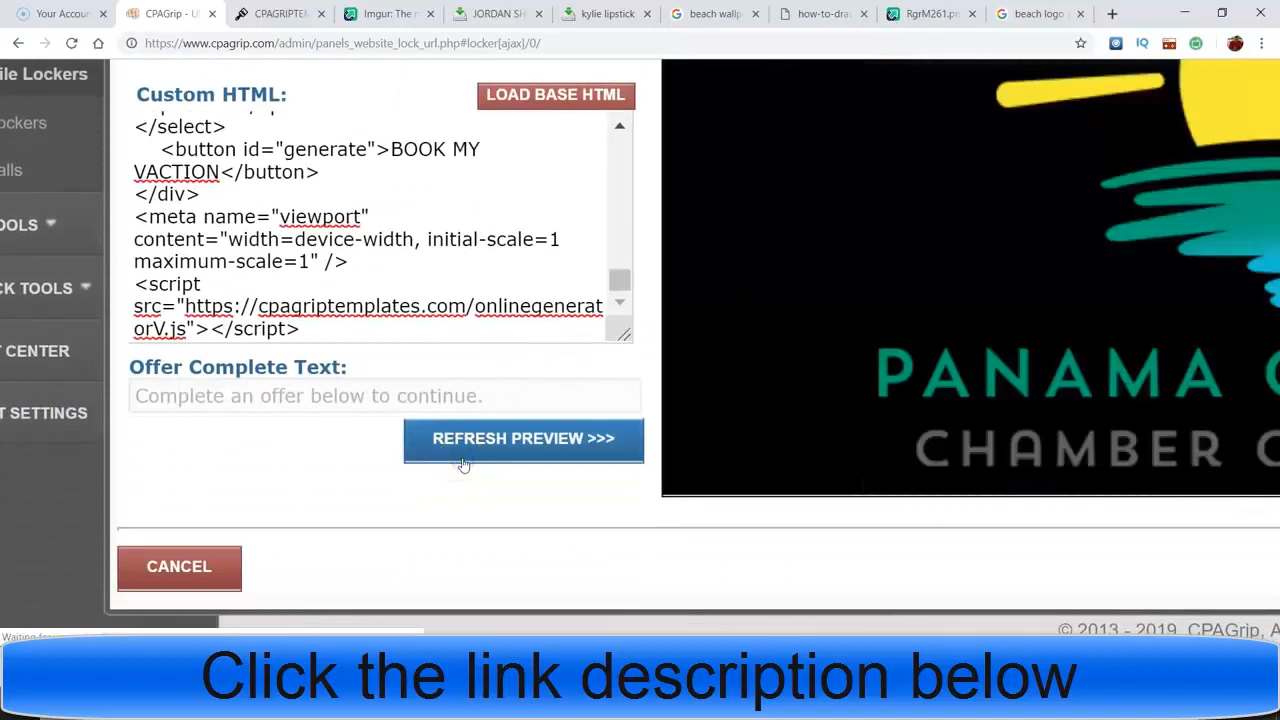 Your Accoun
CPAGrip - U
CPAGRIPTEM
Imgur: The m
JORDAN SH
kylie lipstick
beach wallp
how-to-dra
RgrM261.pn
beach logo
https://www.cpagrip.com/admin/panels_website_lock_url.php#locker[ajax]/0/
IQ
ile Lockers
ockers
alls
OOLS
CK TOOLS
T CENTER
T SETTINGS
Custom HTML:
LOAD BASE HTML
</select>
<button id="generate">BOOK MY
VACTION</button>
</div>
<meta name="viewport"
content="width=device-width, initial-scale=1
maximum-scale=1" />
<script
src="https://cpagriptemplates.com/onlinegenerat
orV.js"></script>
Offer Complete Text:
Complete an offer below to continue.
REFRESH PREVIEW >>>
CANCEL
PANAMA
CHAMBER
© 2013 - 2019 CPAGrip, A
Click the link description below